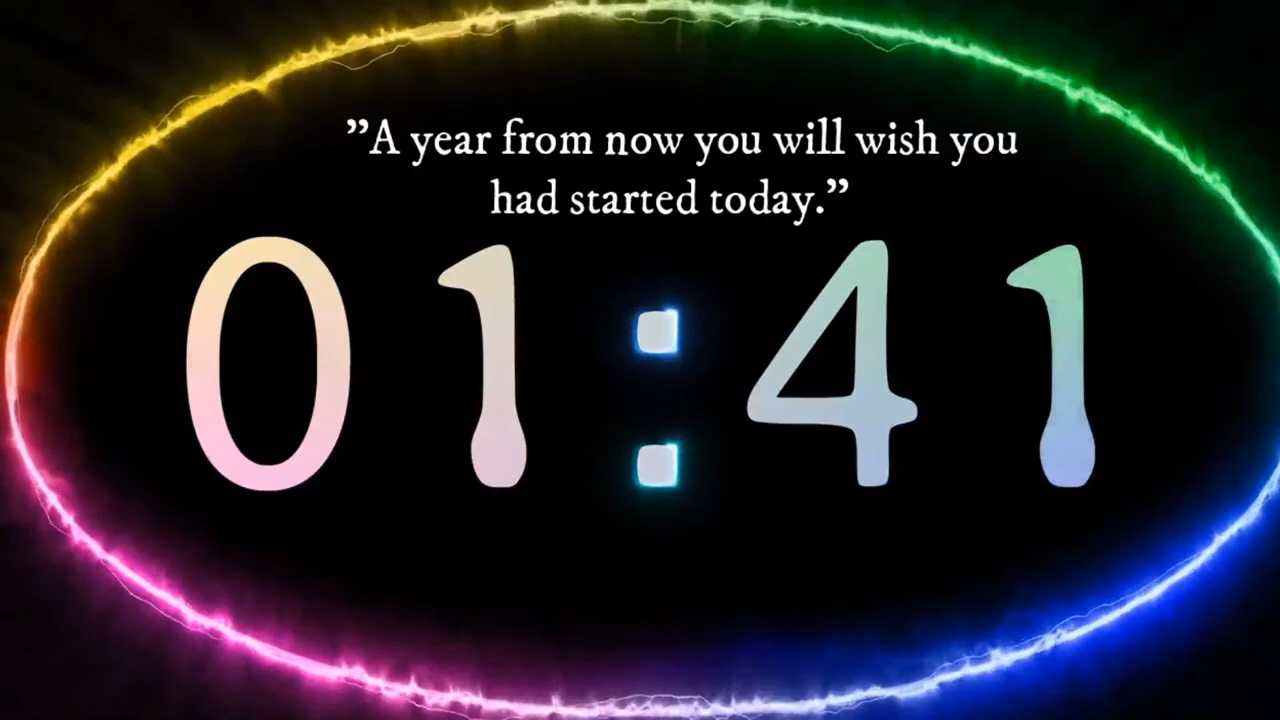 ”A year from now you will wish you
had started today.”
01:41